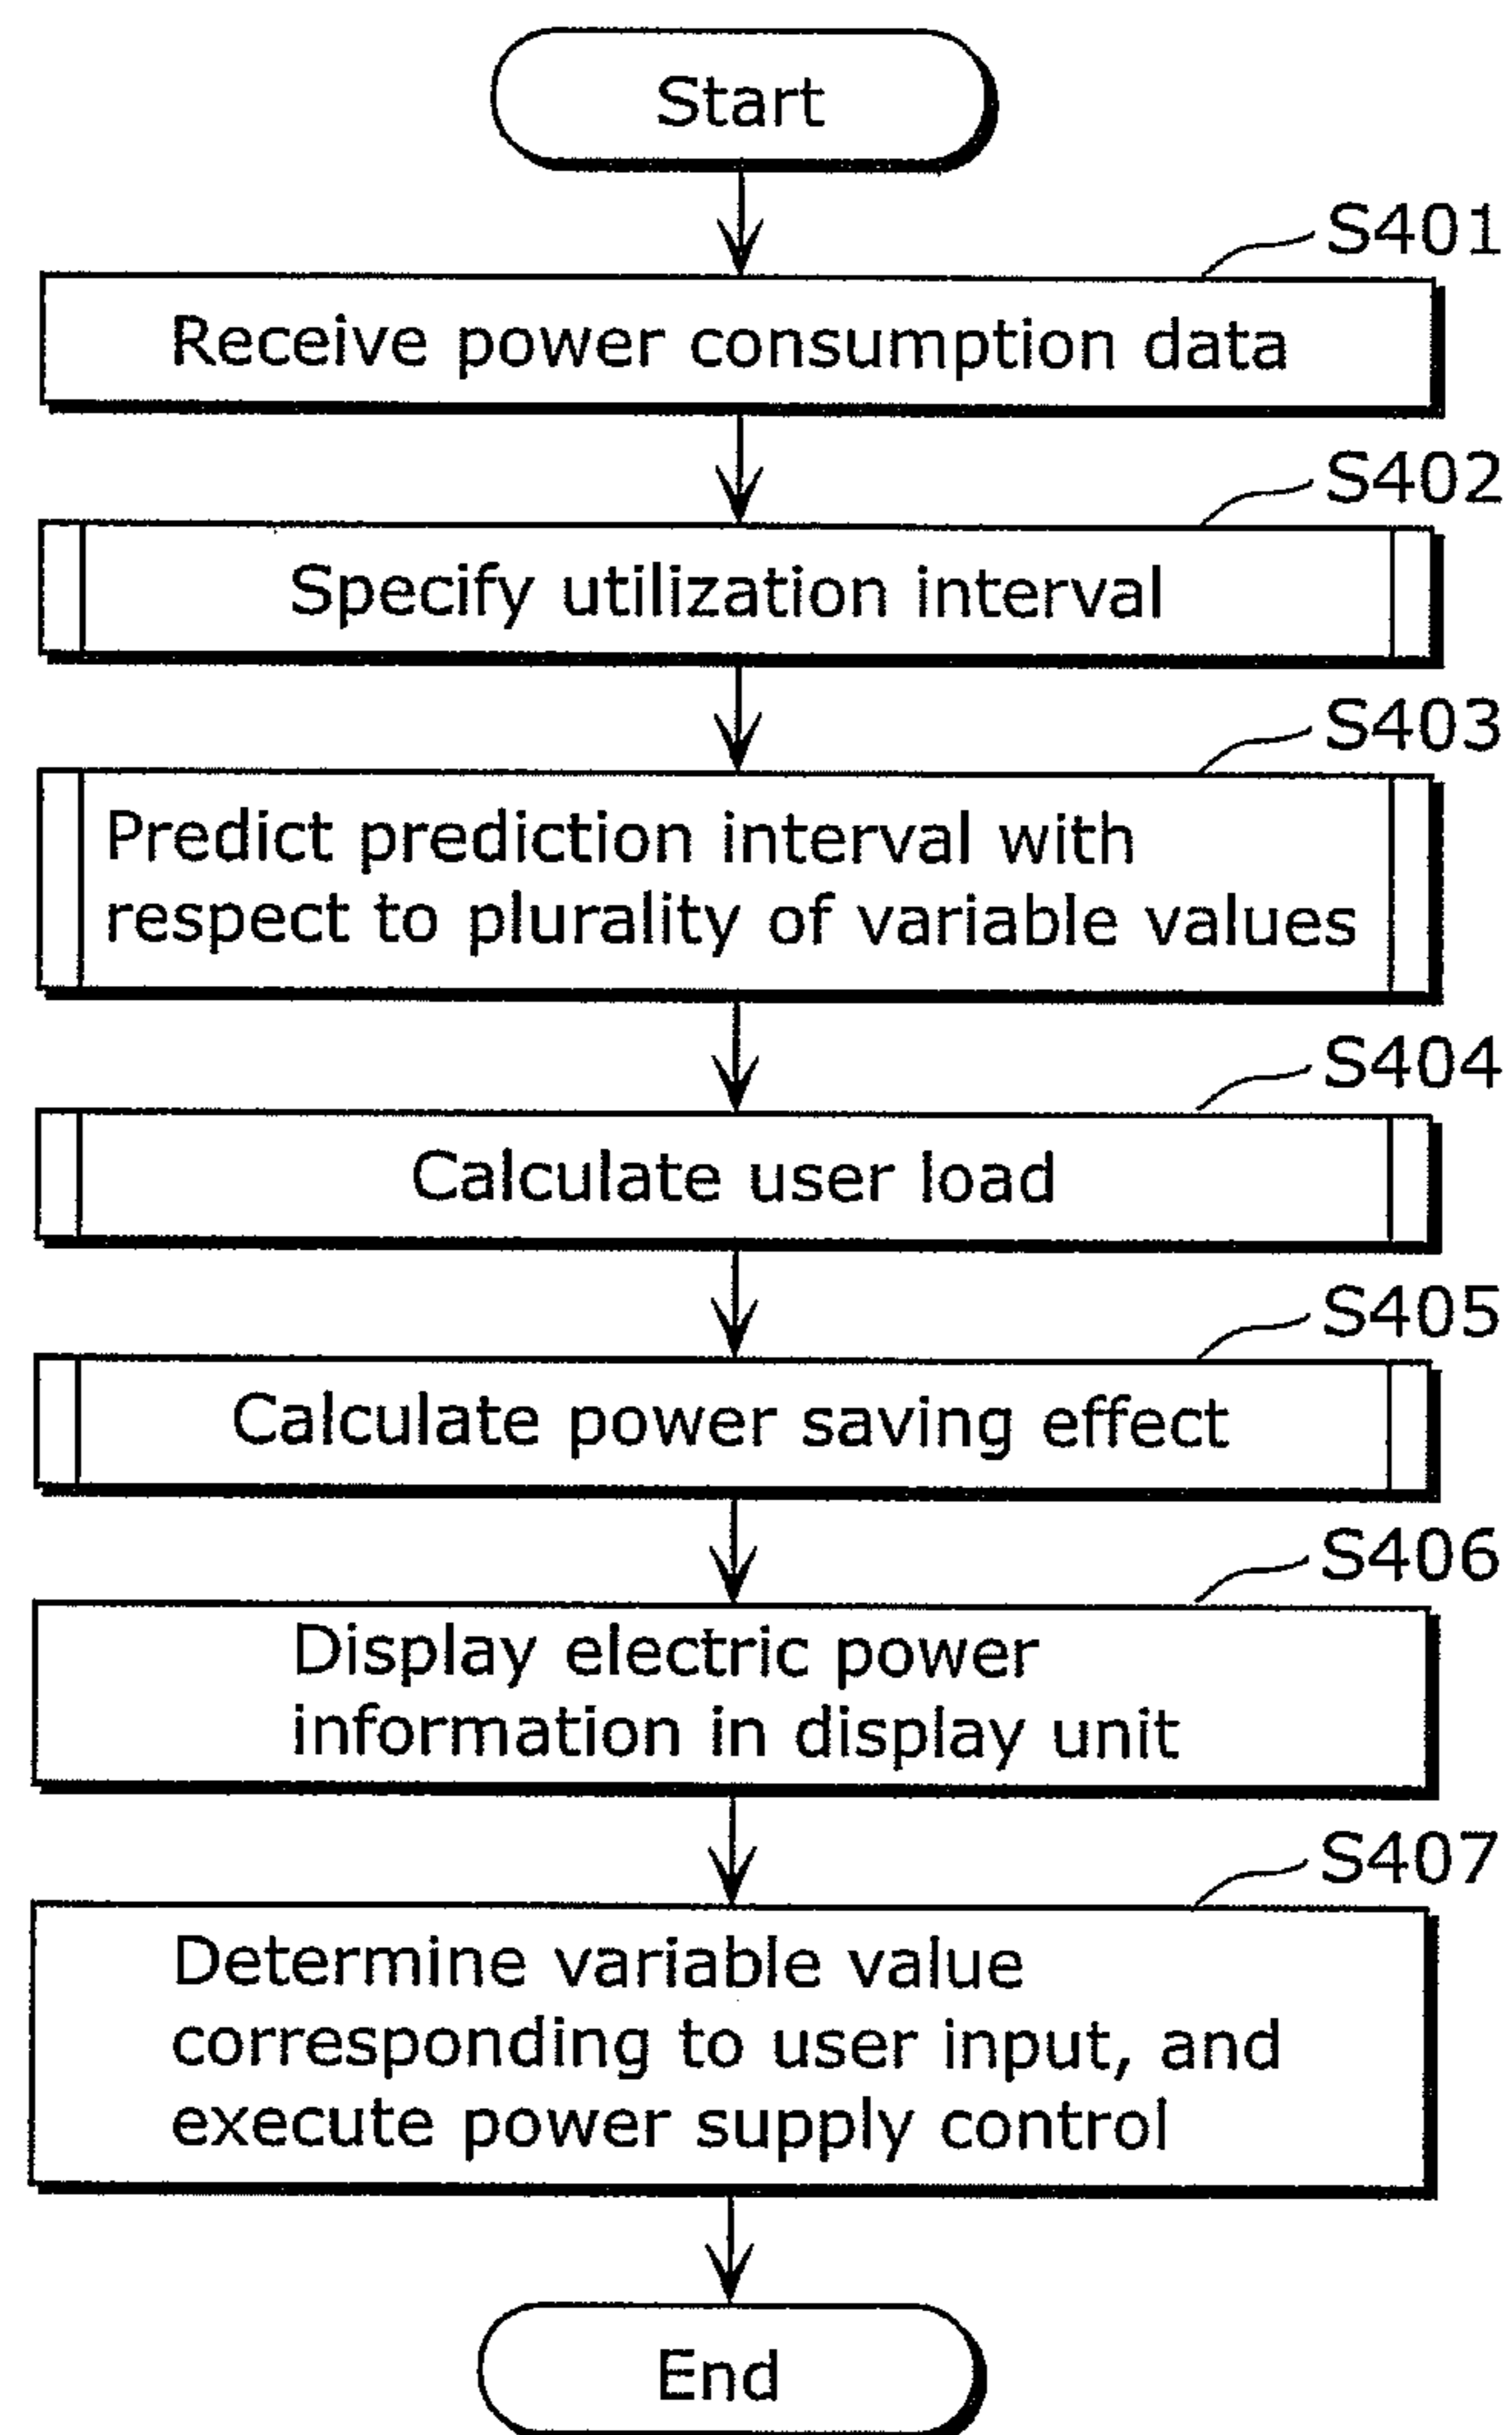 Start
S401
Receive power consumption data
S402
Specify utilization interval
S403
Predict prediction interval with
respect to plurality of variable values
S404
Calculate user load
S405
Calculate power saving effect
S406
Display electric power
information in display unit
S407
Determine variable value
corresponding to user input, and
execute power supply control
End